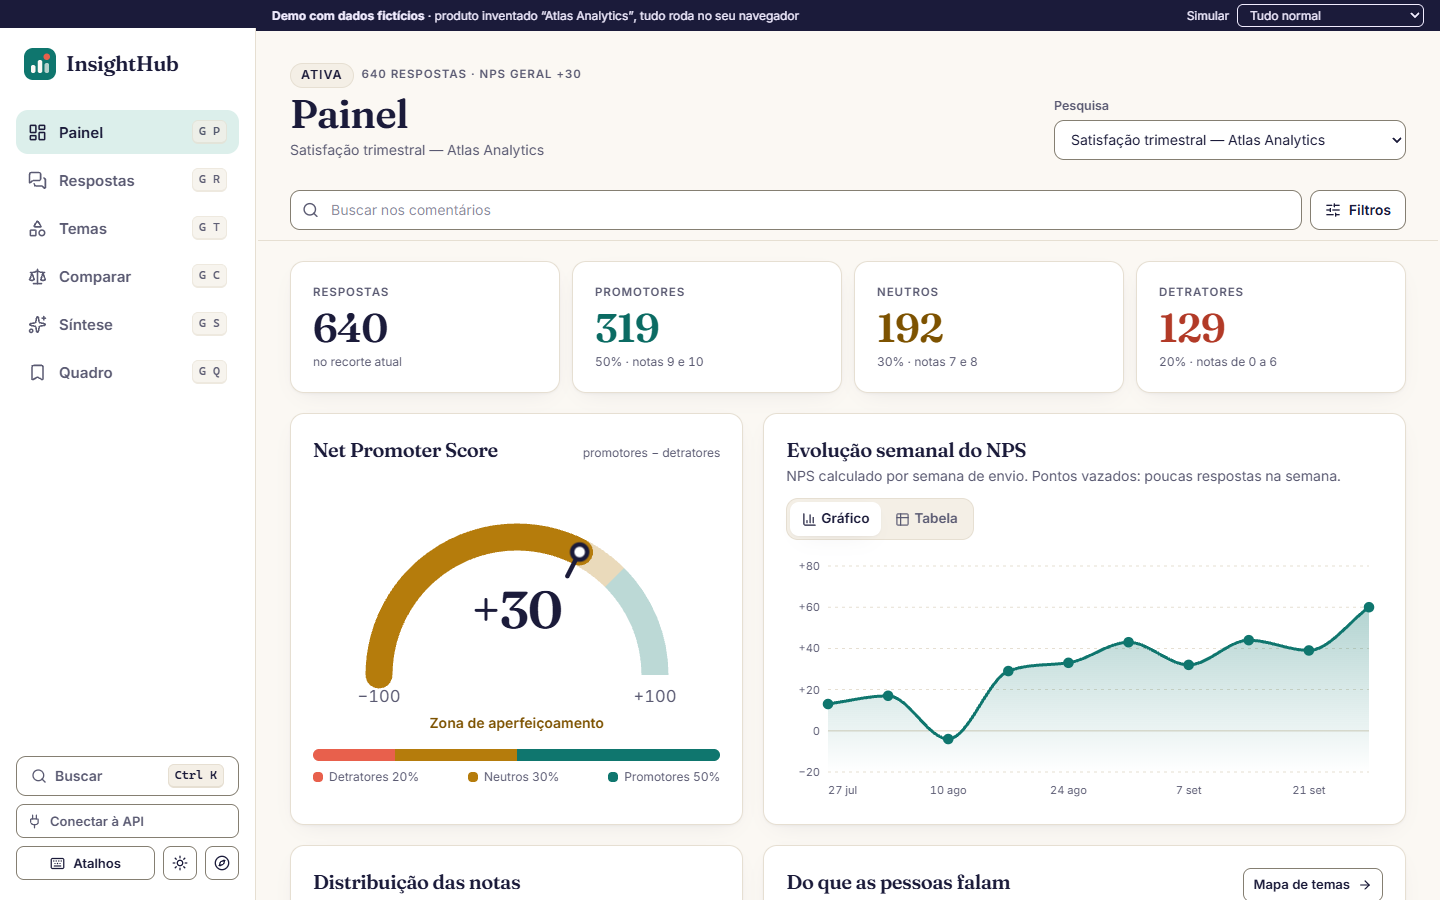 Demo com dados fictícios · produto inventado “Atlas Analytics”, tudo roda no seu navegador
Simular
Tudo normal
InsightHub
Painel G P
Respostas G R
Temas G T
Comparar G C
Síntese G S
Quadro G Q
Buscar Ctrl K
Conectar à API
Atalhos
ATIVA 640 RESPOSTAS · NPS GERAL +30
Painel
Satisfação trimestral — Atlas Analytics
Pesquisa
Satisfação trimestral — Atlas Analytics
Buscar nos comentários
Filtros
RESPOSTAS
640
no recorte atual
PROMOTORES
319
50% · notas 9 e 10
NEUTROS
192
30% · notas 7 e 8
DETRATORES
129
20% · notas de 0 a 6
Net Promoter Score
promotores − detratores
+30
−100
+100
Zona de aperfeiçoamento
Detratores 20%
Neutros 30%
Promotores 50%
Evolução semanal do NPS
NPS calculado por semana de envio. Pontos vazados: poucas respostas na semana.
Gráfico
Tabela
+80
+60
+40
+20
0
−20
27 jul
10 ago
24 ago
7 set
21 set
Distribuição das notas
Do que as pessoas falam
Mapa de temas